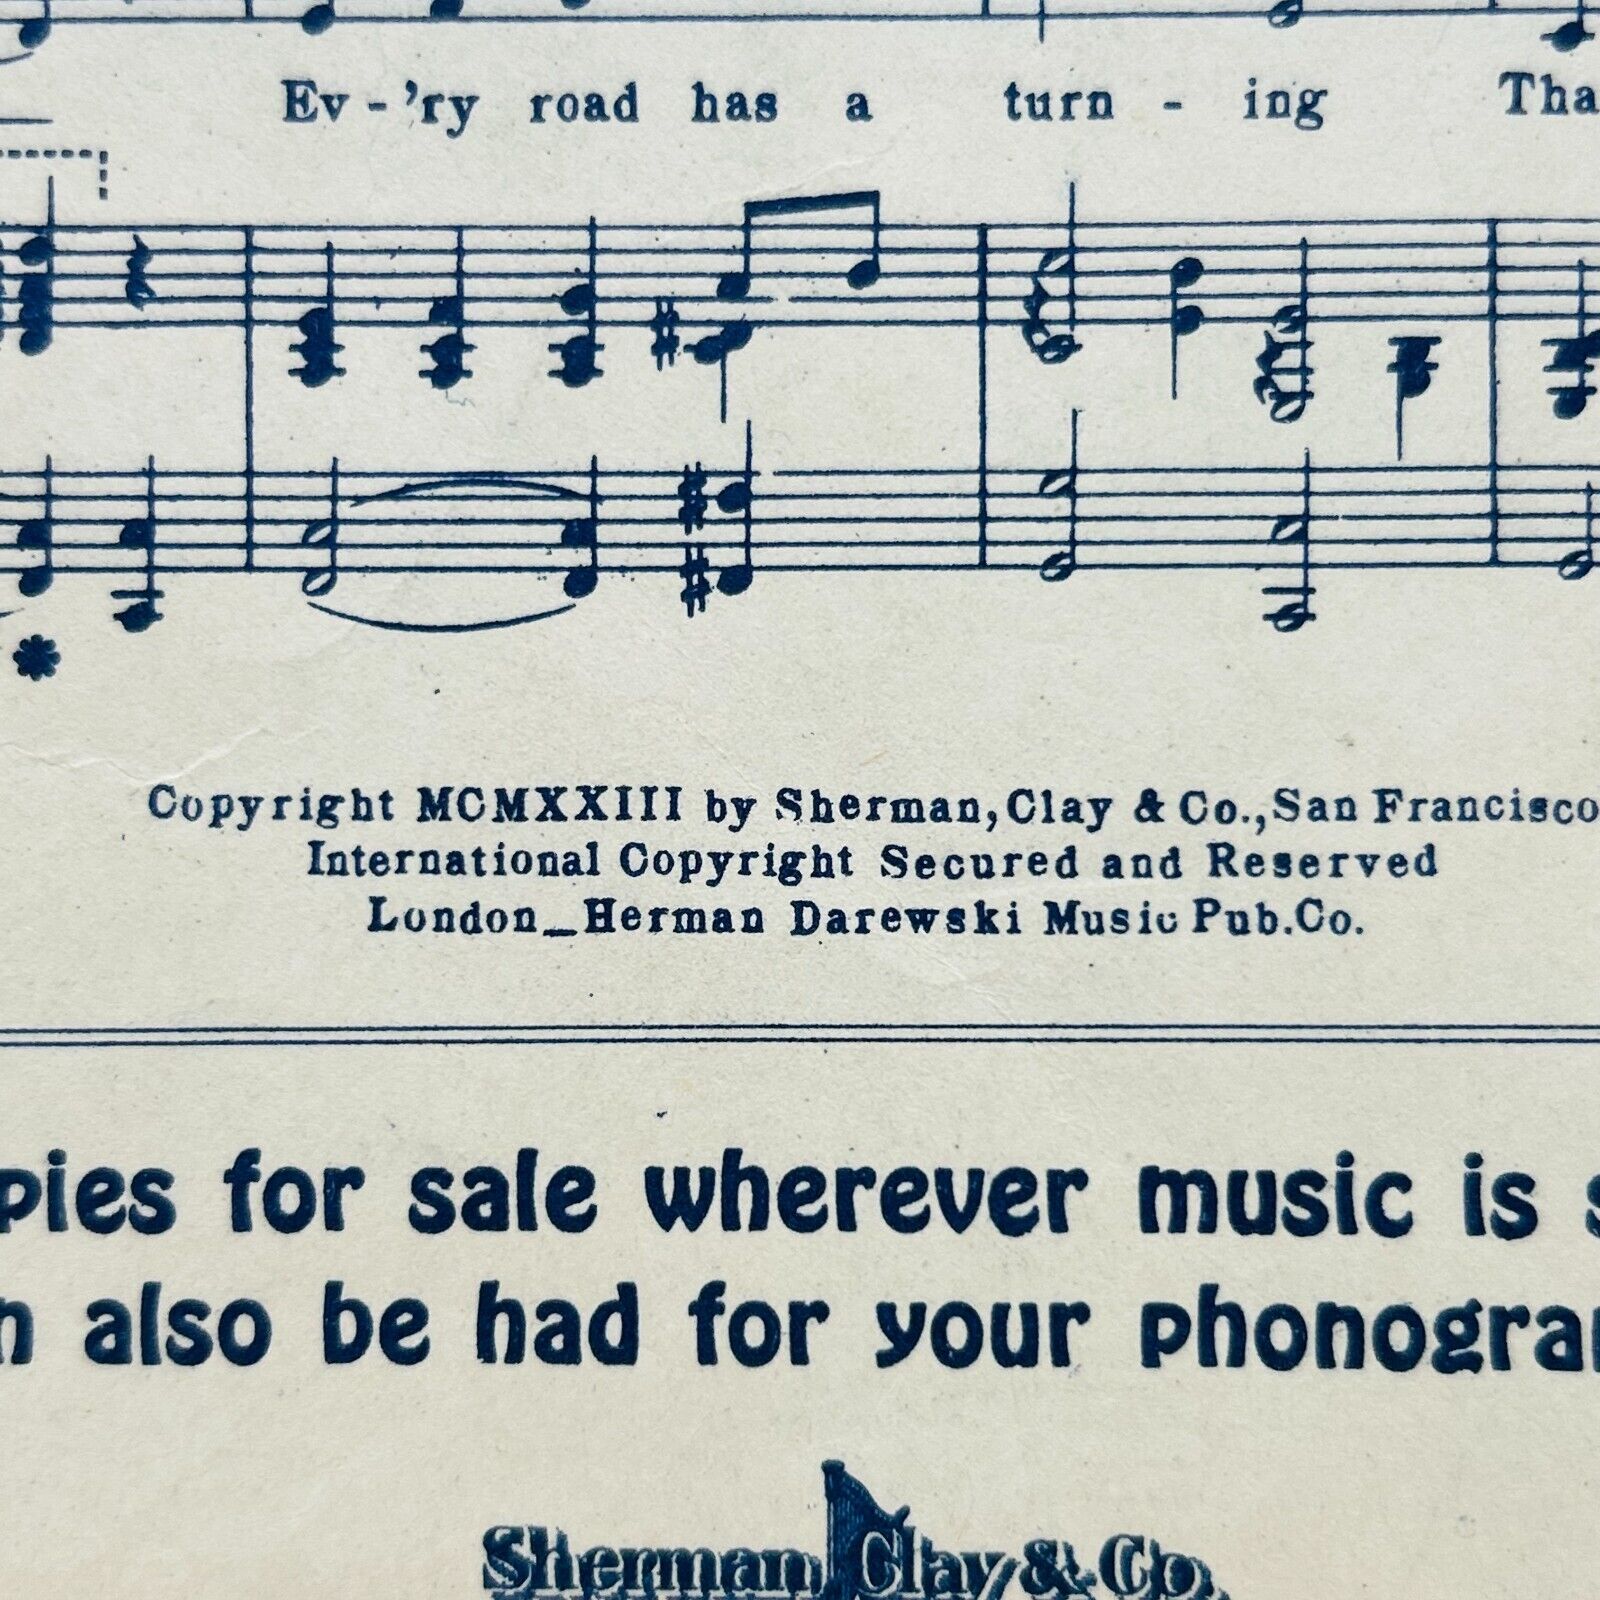 Ev-'ry road has a turn - ing Tha
Copyright MCMXXIII by Sherman, Clay & Co., San Francisco
International Copyright Secured and Reserved
London_Herman Darewski Music Pub.Co.
pies for sale wherever music is s
n also be had for your phonogra
Sherman, Clay & Co.